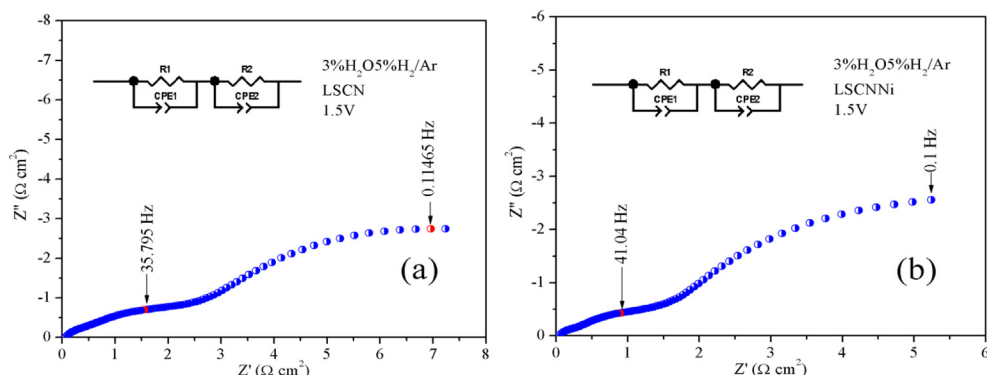 -8
-7
-6
-5
-4
-3
-2
-1
0
Z'' (Ω cm²)
R1
R2
CPE1
CPE2
3%H₂O5%H₂/Ar
LSCN
1.5V
35.795 Hz
0.11465 Hz
(a)
0 1 2 3 4 5 6 7 8
Z' (Ω cm²)
-6
-5
-4
-3
-2
-1
0
Z'' (Ω cm²)
R1
R2
CPE1
CPE2
3%H₂O5%H₂/Ar
LSCNNi
1.5V
41.04 Hz
0.1 Hz
(b)
0 1 2 3 4 5 6
Z' (Ω cm²)